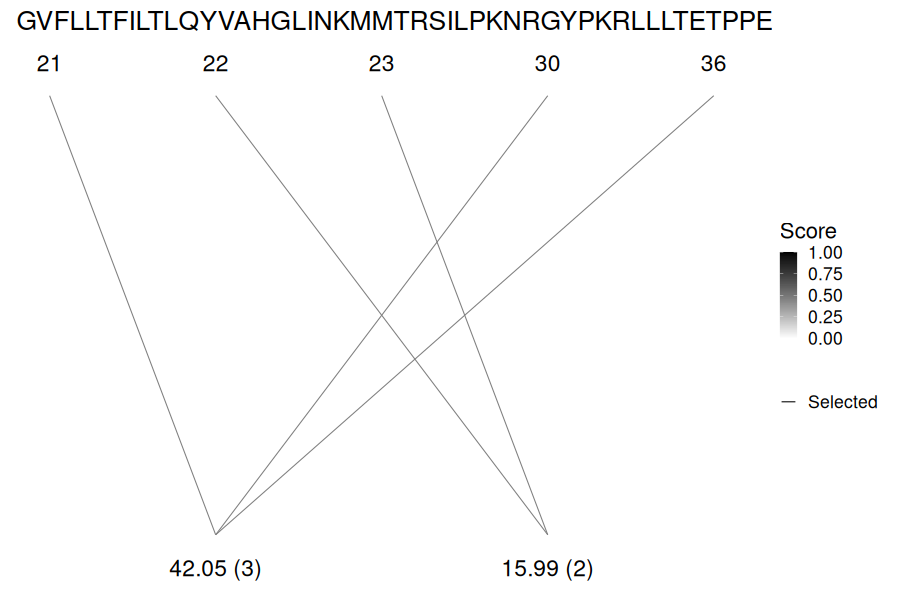 GVFLLTFILTLQYVAHGLINKMMTRSILPKNRGYPKRLLLTETPPE
21 22 23 30 36
Score
1.00
0.75
0.50
0.25
0.00
Selected
42.05 (3) 15.99 (2)